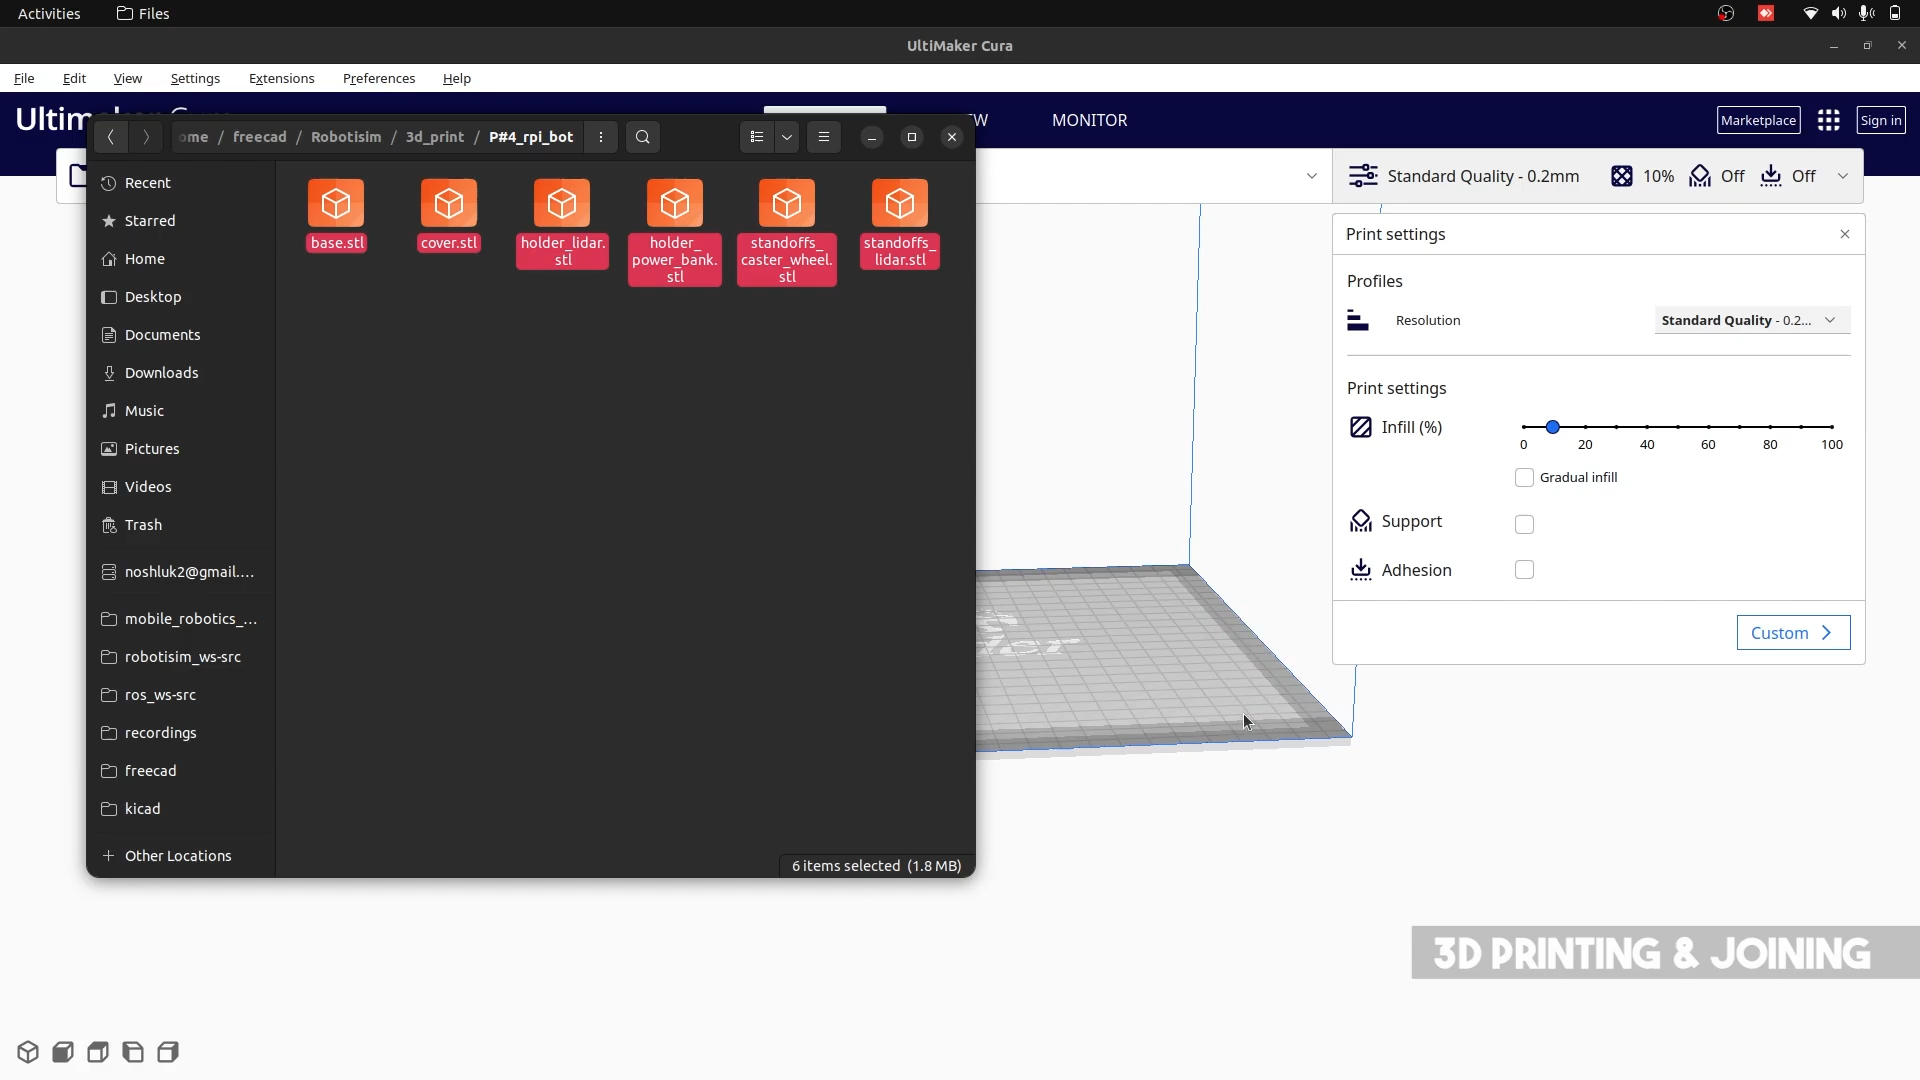 Activities
Files
UltiMaker Cura
File
Edit
View
Settings
Extensions
Preferences
Help
MONITOR
Marketplace
Sign in
ome / freecad / Robotisim / 3d_print / P#4_rpi_bot
Recent
Starred
Home
Desktop
Documents
Downloads
Music
Pictures
Videos
Trash
noshluk2@gmail....
mobile_robotics_...
robotisim_ws-src
ros_ws-src
recordings
freecad
kicad
Other Locations
base.stl
cover.stl
holder_lidar.
stl
holder_
power_bank.
stl
standoffs_
caster_wheel.
stl
standoffs_
lidar.stl
6 items selected (1.8 MB)
Standard Quality - 0.2mm
10%
Off
Off
Print settings
Profiles
Resolution
Standard Quality - 0.2...
Print settings
Infill (%)
0 20 40 60 80 100
Gradual infill
Support
Adhesion
Custom
3D PRINTING & JOINING